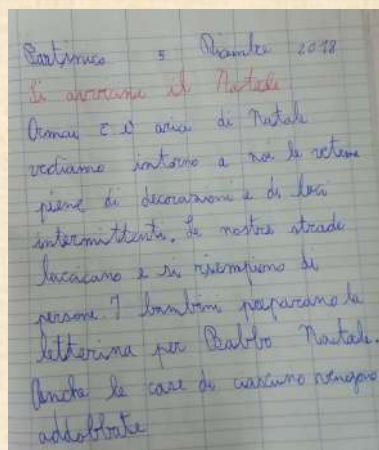 Partinico 5 Dicembre 2018
Si avvicina il Natale
Ormai c'è aria di Natale
vediamo intorno a noi le vetrine
piene di decorazioni e di luci
intermittenti. Le nostre strade
e si riempiono di
persone. I bambini preparano la
letterina per Babbo Natale.
Anche le case di ciascuno vengono
addobbate